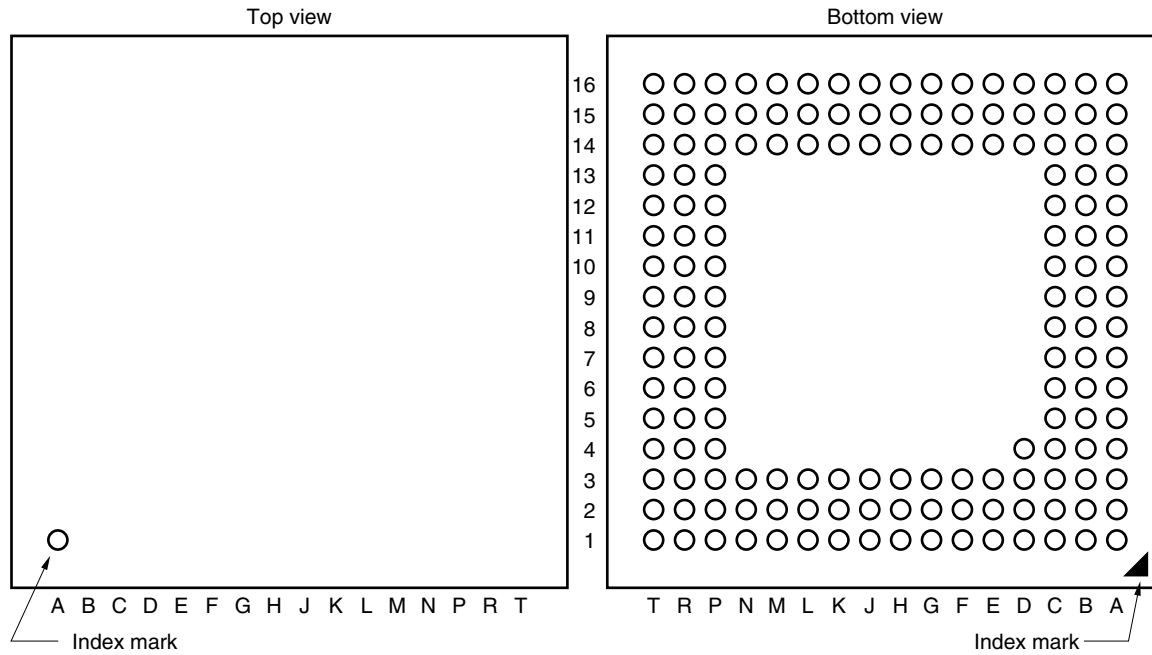 Top view
Bottom view
16
15
14
13
12
11
10
9
8
7
6
5
4
3
2
1
A B C D E F G H J K L M N P R T
T R P N M L K J H G F E D C B A
Index mark
Index mark